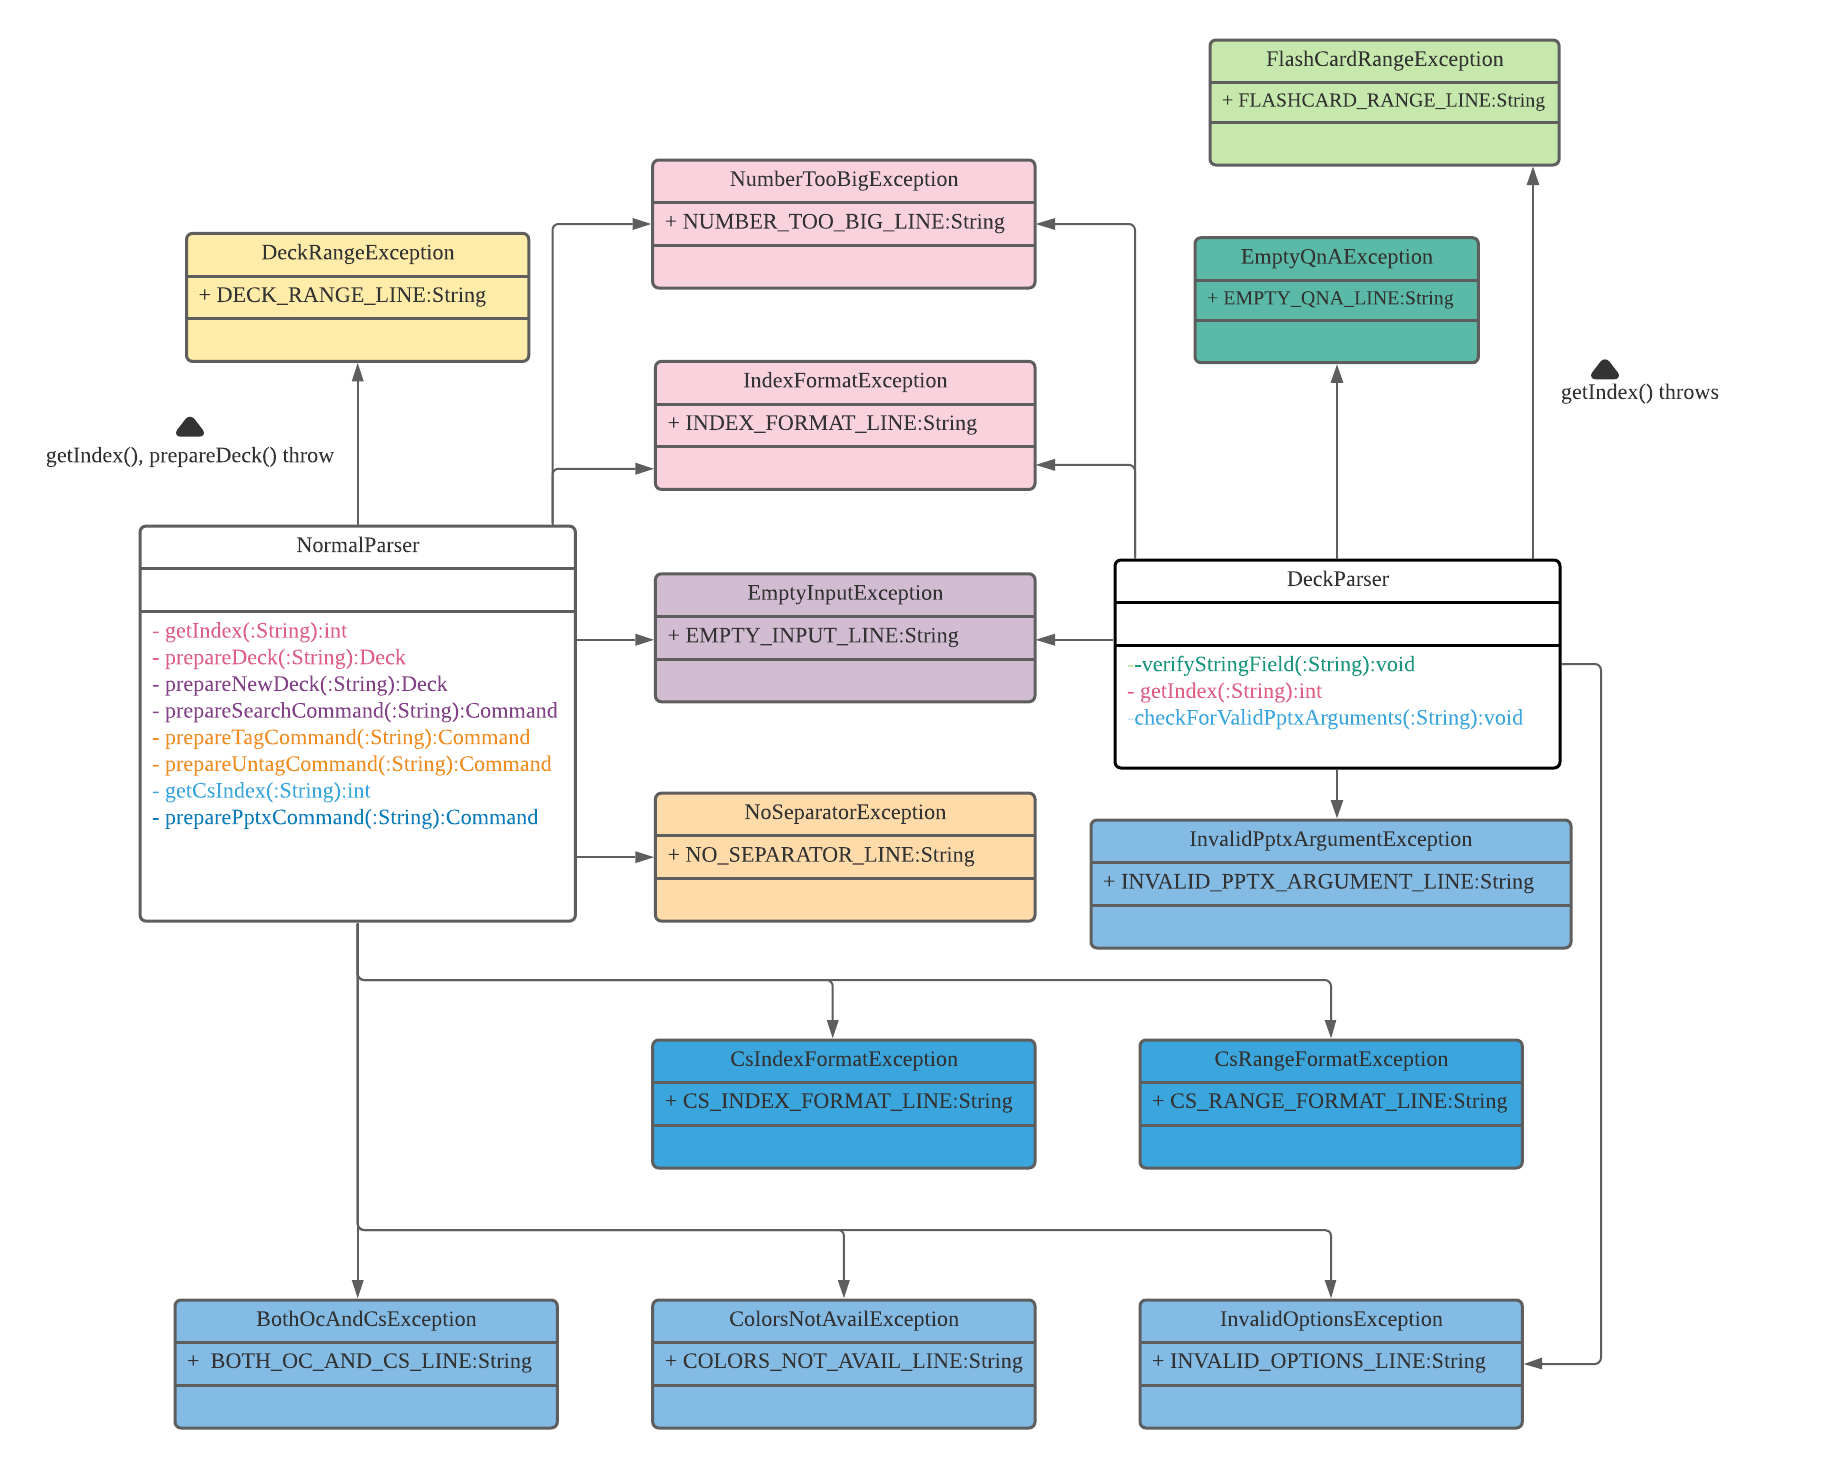 FlashCardRangeException
+ FLASHCARD_RANGE_LINE:String
NumberTooBigException
+ NUMBER_TOO_BIG_LINE:String
DeckRangeException
+ DECK_RANGE_LINE:String
EmptyQnAException
+ EMPTY_QNA_LINE:String
IndexFormatException
+ INDEX_FORMAT_LINE:String
getIndex() throws
getIndex(), prepareDeck() throw
NormalParser
- getIndex(:String):int
- prepareDeck(:String):Deck
- prepareNewDeck(:String):Deck
- prepareSearchCommand(:String):Command
- prepareTagCommand(:String):Command
- prepareUntagCommand(:String):Command
- getCsIndex(:String):int
- preparePptxCommand(:String):Command
EmptyInputException
+ EMPTY_INPUT_LINE:String
DeckParser
--verifyStringField(:String):void
- getIndex(:String):int
-checkForValidPptxArguments(:String):void
NoSeparatorException
+ NO_SEPARATOR_LINE:String
InvalidPptxArgumentException
+ INVALID_PPTX_ARGUMENT_LINE:String
CsIndexFormatException
+ CS_INDEX_FORMAT_LINE:String
CsRangeFormatException
+ CS_RANGE_FORMAT_LINE:String
BothOcAndCsException
+ BOTH_OC_AND_CS_LINE:String
ColorsNotAvailException
+ COLORS_NOT_AVAIL_LINE:String
InvalidOptionsException
+ INVALID_OPTIONS_LINE:String